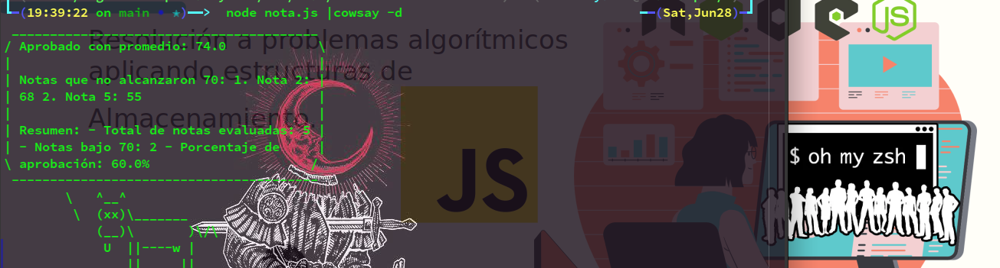 (19:39:22 on main ★)—> node nota.js |cowsay -d
(Sat,Jun28)
Resolución a problemas algorítmicos
aplicando estructuras de
Almacenamiento.
Aprobado con promedio: 74.0
Notas que no alcanzaron 70: 1. Nota 2:
68 2. Nota 5: 55
Resumen: - Total de notas evaluadas: 5
- Notas bajo 70: 2 - Porcentaje de
aprobación: 60.0%
^__^
(xx)\_______
(__)\ )\/\
U ||----w |
|| ||
JS
JS
$ oh my zsh